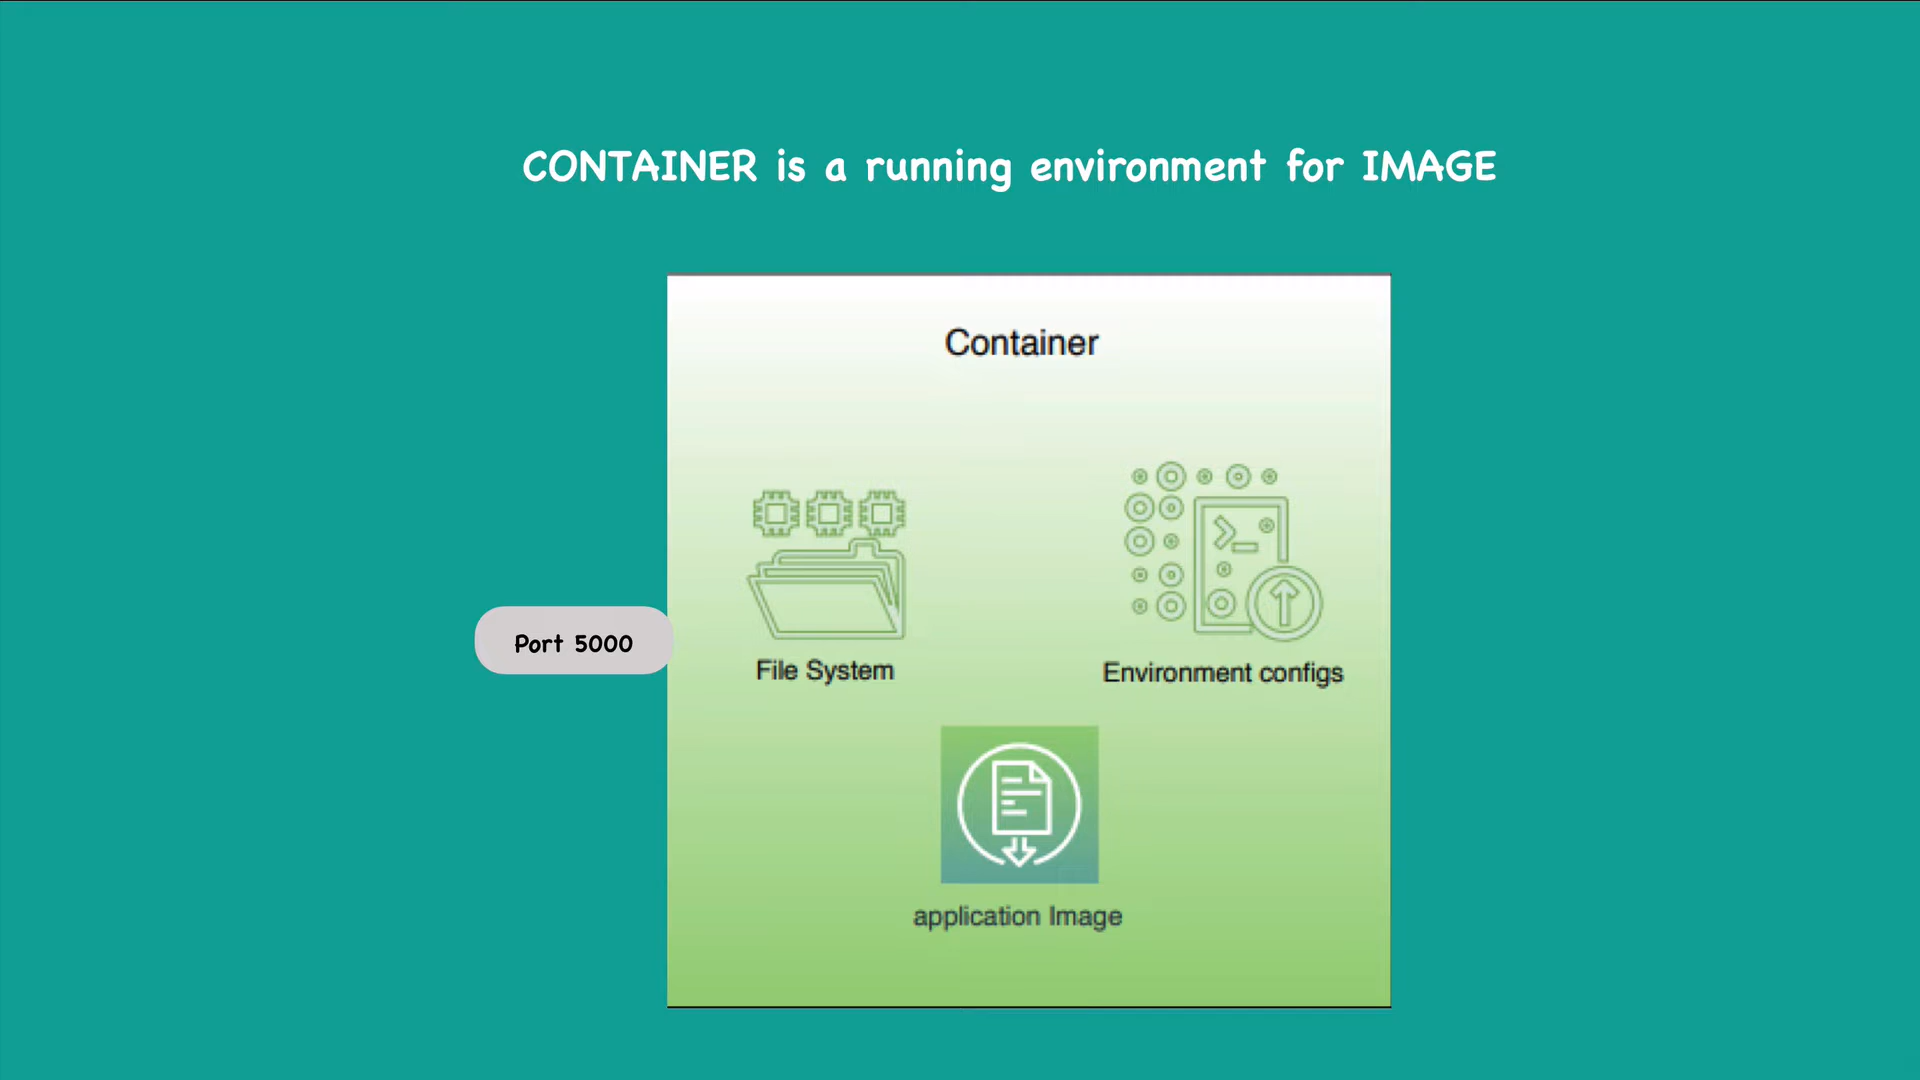 CONTAINER is a running environment for IMAGE
Container
Port 5000
File System
Environment configs
application Image